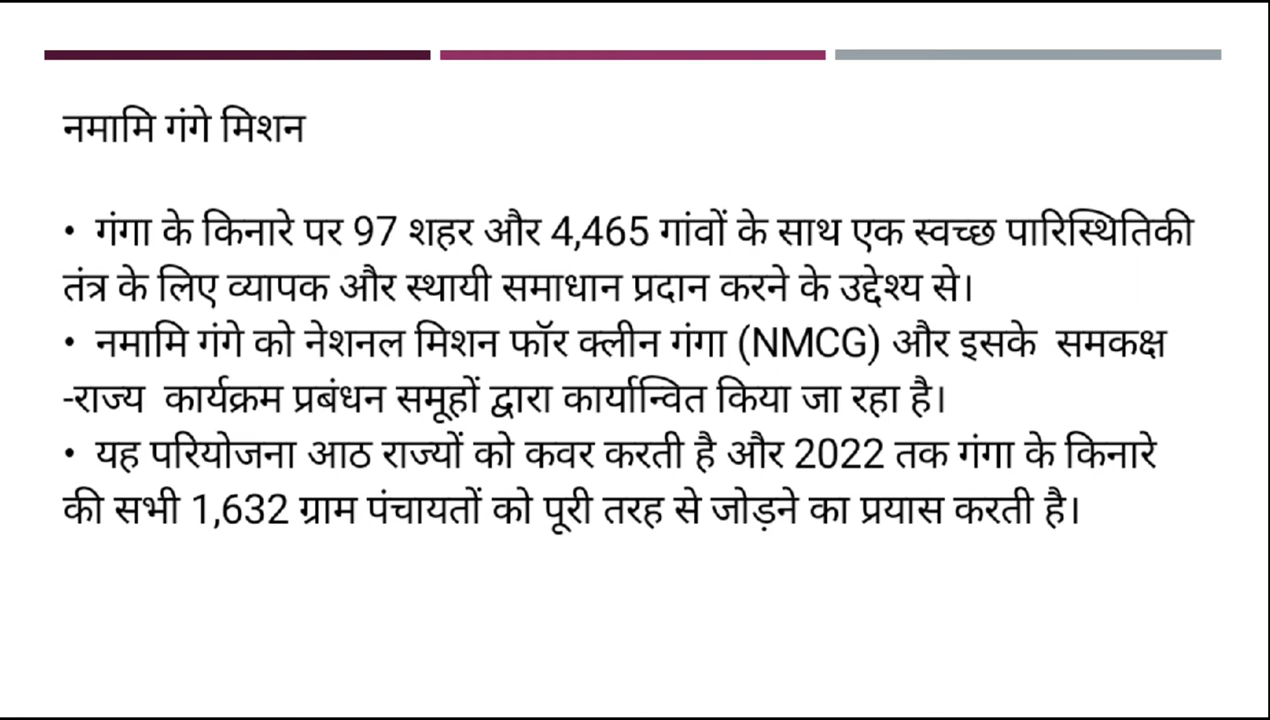 नमामि गंगे मिशन
• गंगा के किनारे पर 97 शहर और 4,465 गांवों के साथ एक स्वच्छ पारिस्थितिकी
तंत्र के लिए व्यापक और स्थायी समाधान प्रदान करने के उद्देश्य से।
• नमामि गंगे को नेशनल मिशन फॉर क्लीन गंगा (NMCG) और इसके समकक्ष
-राज्य कार्यक्रम प्रबंधन समूहों द्वारा कार्यान्वित किया जा रहा है।
• यह परियोजना आठ राज्यों को कवर करती है और 2022 तक गंगा के किनारे
की सभी 1,632 ग्राम पंचायतों को पूरी तरह से जोड़ने का प्रयास करती है।